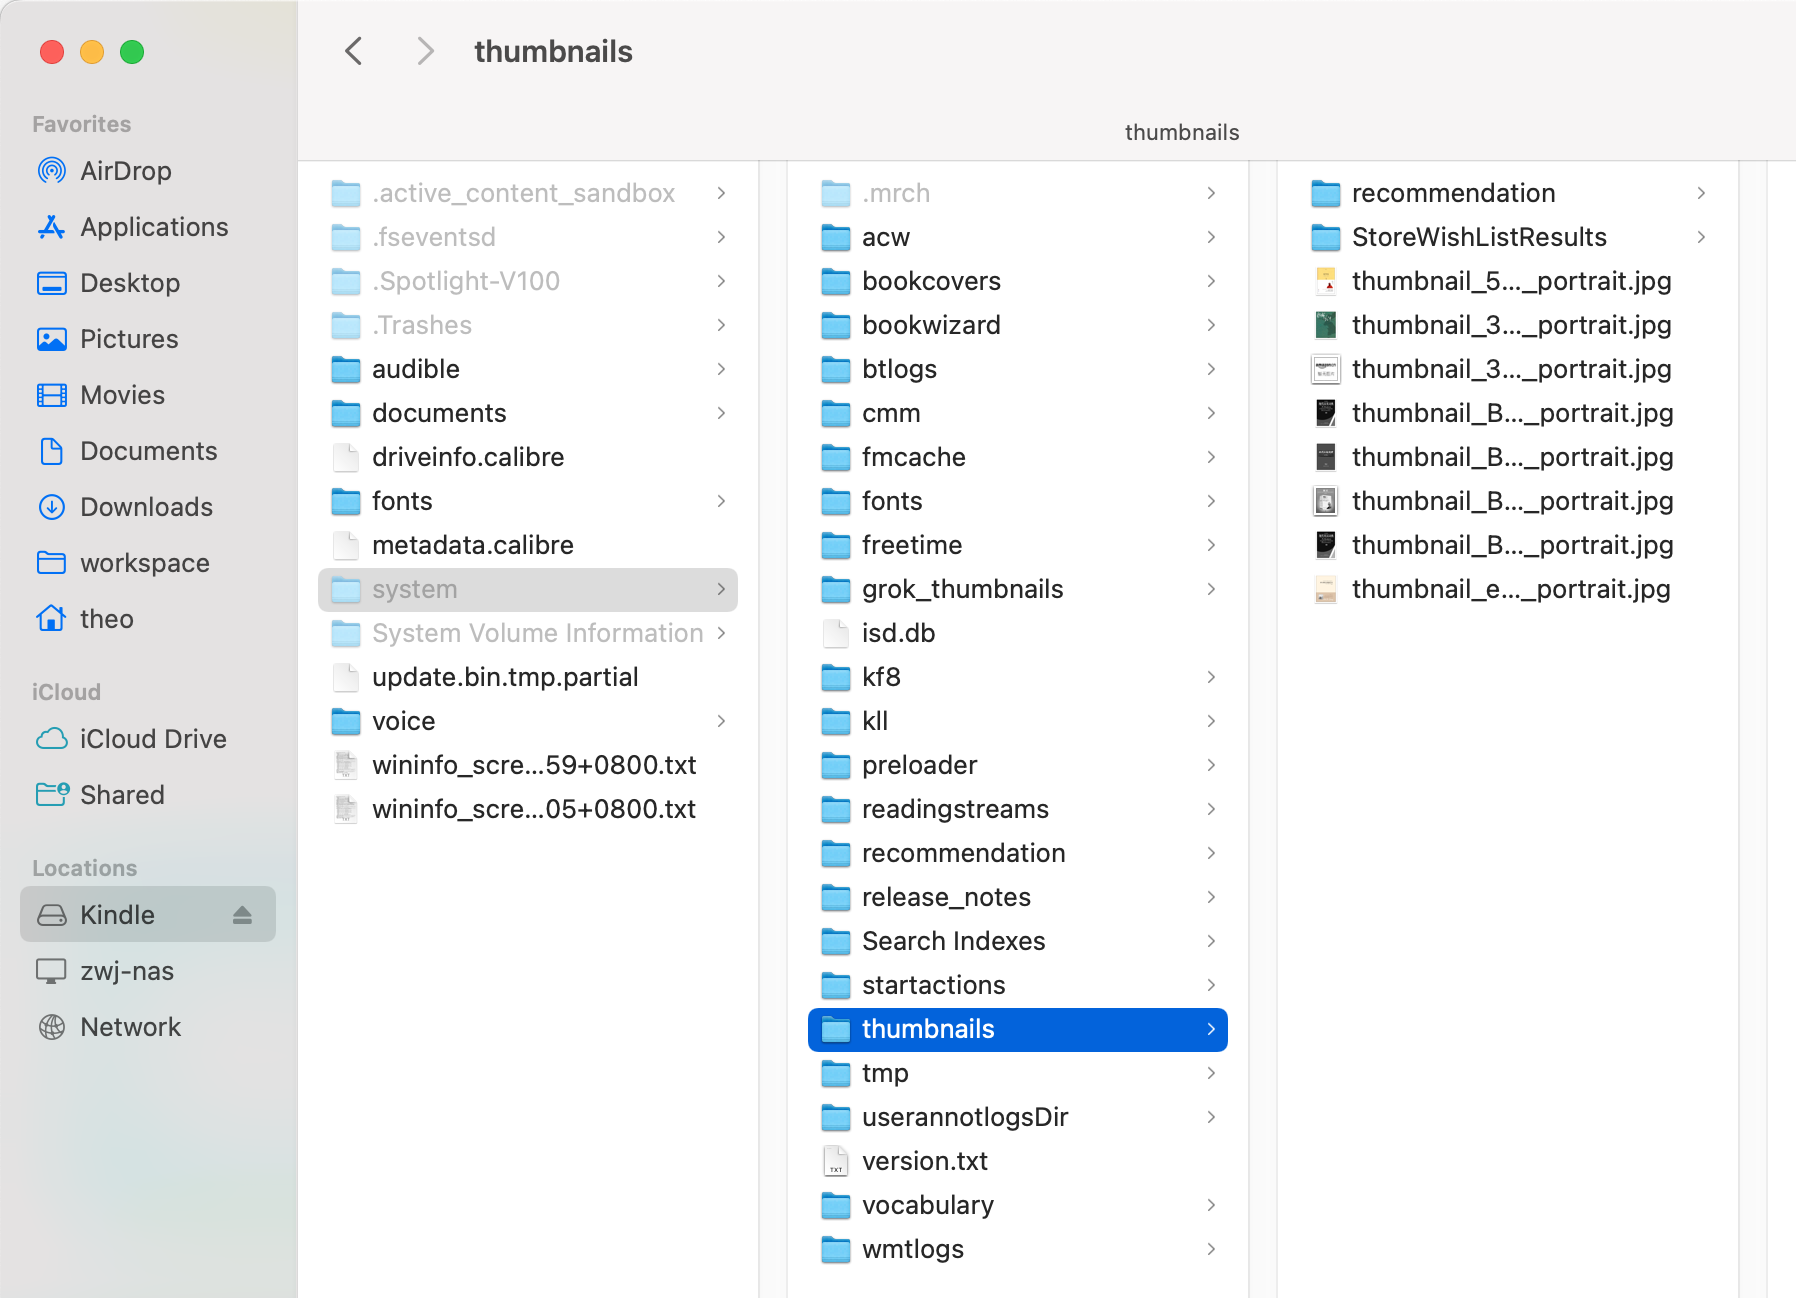 thumbnails
thumbnails
Favorites
AirDrop
Applications
Desktop
Pictures
Movies
Documents
Downloads
workspace
theo
iCloud
iCloud Drive
Shared
Locations
Kindle
zwj-nas
Network
.active_content_sandbox
.fseventsd
.Spotlight-V100
.Trashes
audible
documents
driveinfo.calibre
fonts
metadata.calibre
system
System Volume Information
update.bin.tmp.partial
voice
wininfo_scre...59+0800.txt
wininfo_scre...05+0800.txt
.mrch
acw
bookcovers
bookwizard
btlogs
cmm
fmcache
fonts
freetime
grok_thumbnails
isd.db
kf8
kll
preloader
readingstreams
recommendation
release_notes
Search Indexes
startactions
thumbnails
tmp
userannotlogsDir
TXT
version.txt
vocabulary
wmtlogs
recommendation
StoreWishListResults
thumbnail_5..._portrait.jpg
thumbnail_3..._portrait.jpg
thumbnail_3..._portrait.jpg
thumbnail_B..._portrait.jpg
thumbnail_B..._portrait.jpg
thumbnail_B..._portrait.jpg
thumbnail_B..._portrait.jpg
thumbnail_e..._portrait.jpg